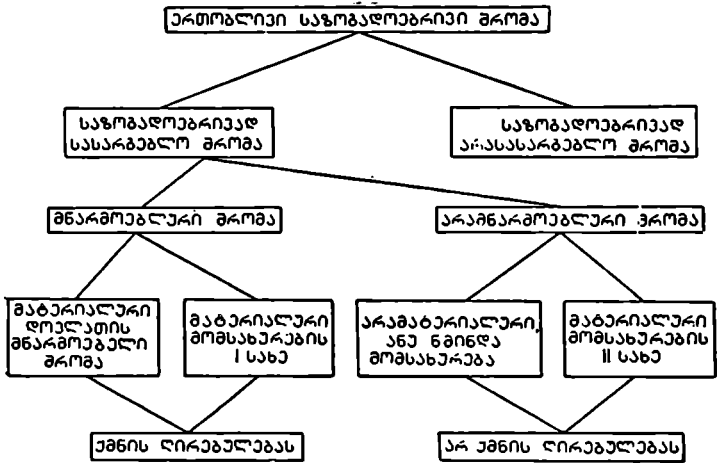 ერთობლივი საზოგადოებრივი შრომა
საზოგადოებრივად
სასარგებლო შრომა
საზოგადოებრივად
არასასარგებლო შრომა
მწარმოებლური შრომა
არამწარმოებლური შრომა
მატერიალური
დოვლათის
მწარმოებელი
შრომა
მატერიალური
მომსახურების
I სახე
არამატერიალური,
ანუ წმინდა
მომსახურება
მატერიალური
მომსახურების
II სახე
ქმნის ღირებულებას
არ ქმნის ღირებულებას